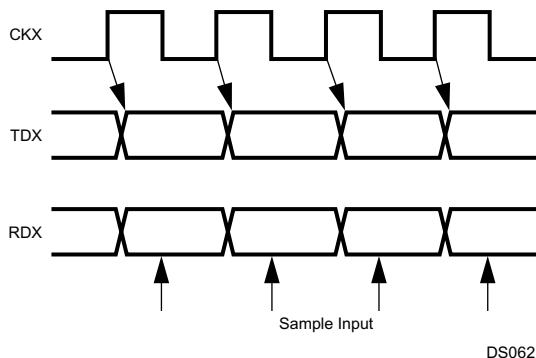 CKX
TDX
RDX
Sample Input
DS062